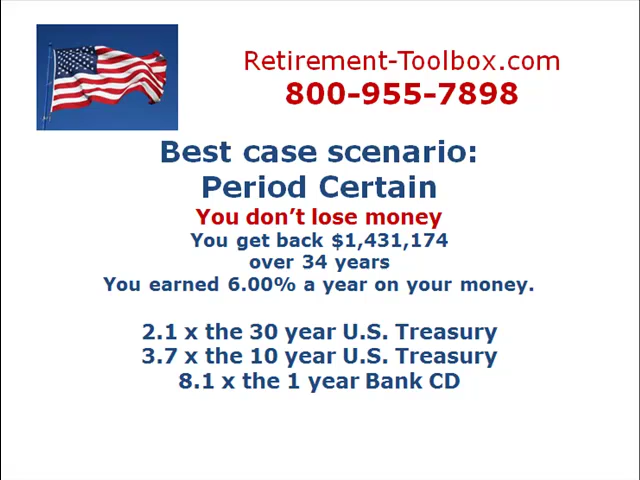 Retirement-Toolbox.com
800-955-7898
Best case scenario:
Period Certain
You don’t lose money
You get back $1,431,174
over 34 years
You earned 6.00% a year on your money.
2.1 x the 30 year U.S. Treasury
3.7 x the 10 year U.S. Treasury
8.1 x the 1 year Bank CD